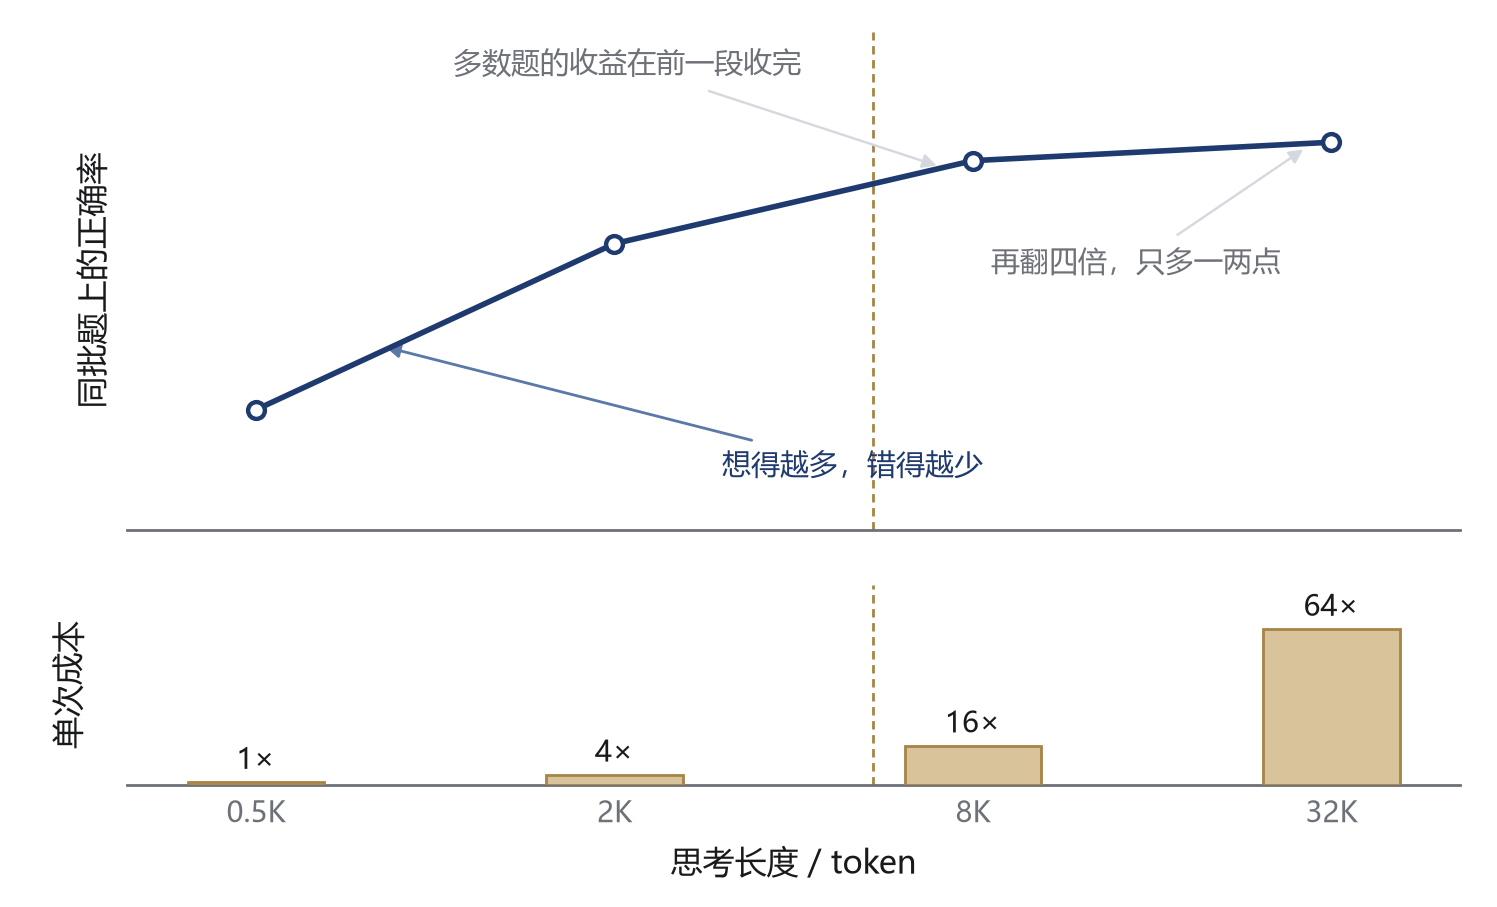 多数题的收益在前一段收完
同批题上的正确率
再翻四倍，只多一两点
想得越多，错得越少
单次成本
64×
16×
4×
1×
0.5K
2K
8K
32K
思考长度 / token